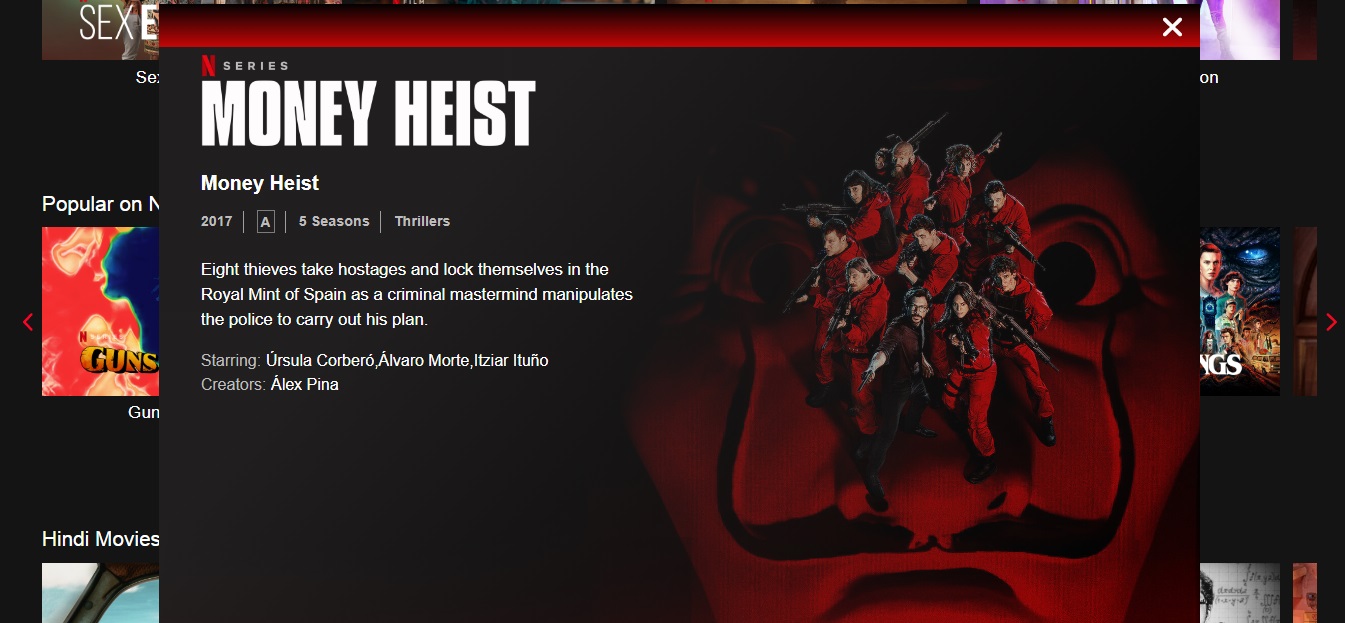 FILM
SEX E
Se
on
SERIES
MONEY HEIST
Money Heist
2017 A 5 Seasons Thrillers
Eight thieves take hostages and lock themselves in the
Royal Mint of Spain as a criminal mastermind manipulates
the police to carry out his plan.
Starring: Úrsula Corberó,Álvaro Morte,Itziar Ituño
Creators: Álex Pina
Popular on N
GUNS
NGS
Gun
Hindi Movies